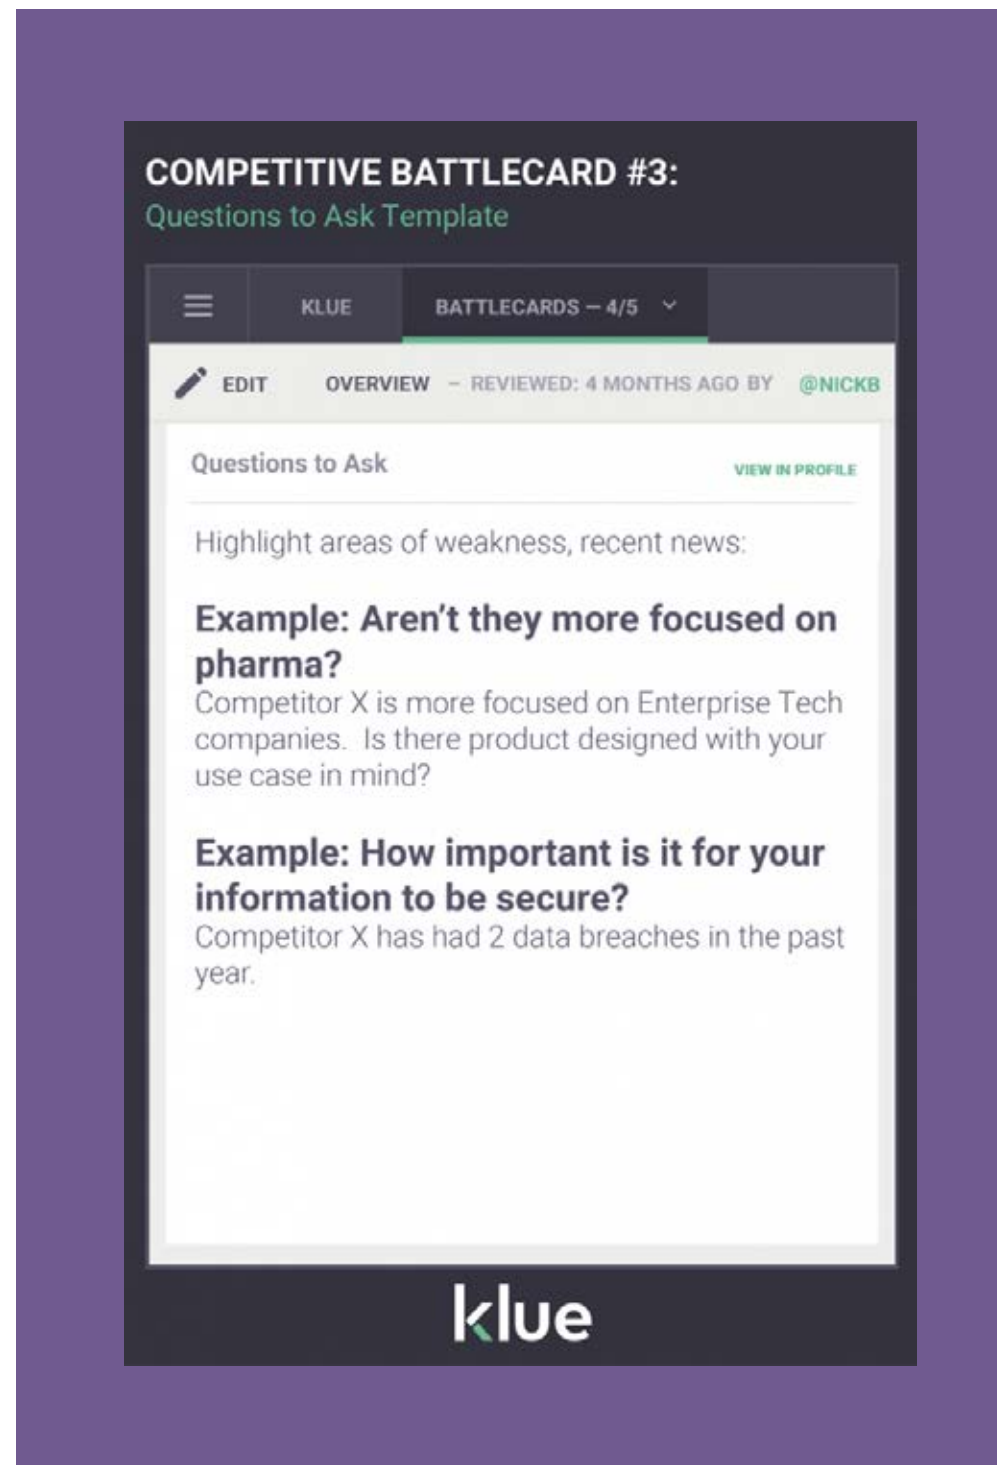 COMPETITIVE BATTLECARD #3:
Questions to Ask Template
KLUE BATTLECARDS – 4/5
EDIT OVERVIEW – REVIEWED: 4 MONTHS AGO BY @NICKB
Questions to Ask VIEW IN PROFILE
Highlight areas of weakness, recent news:
Example: Aren’t they more focused on
pharma?
Competitor X is more focused on Enterprise Tech
companies. Is there product designed with your
use case in mind?
Example: How important is it for your
information to be secure?
Competitor X has had 2 data breaches in the past
year.
klue